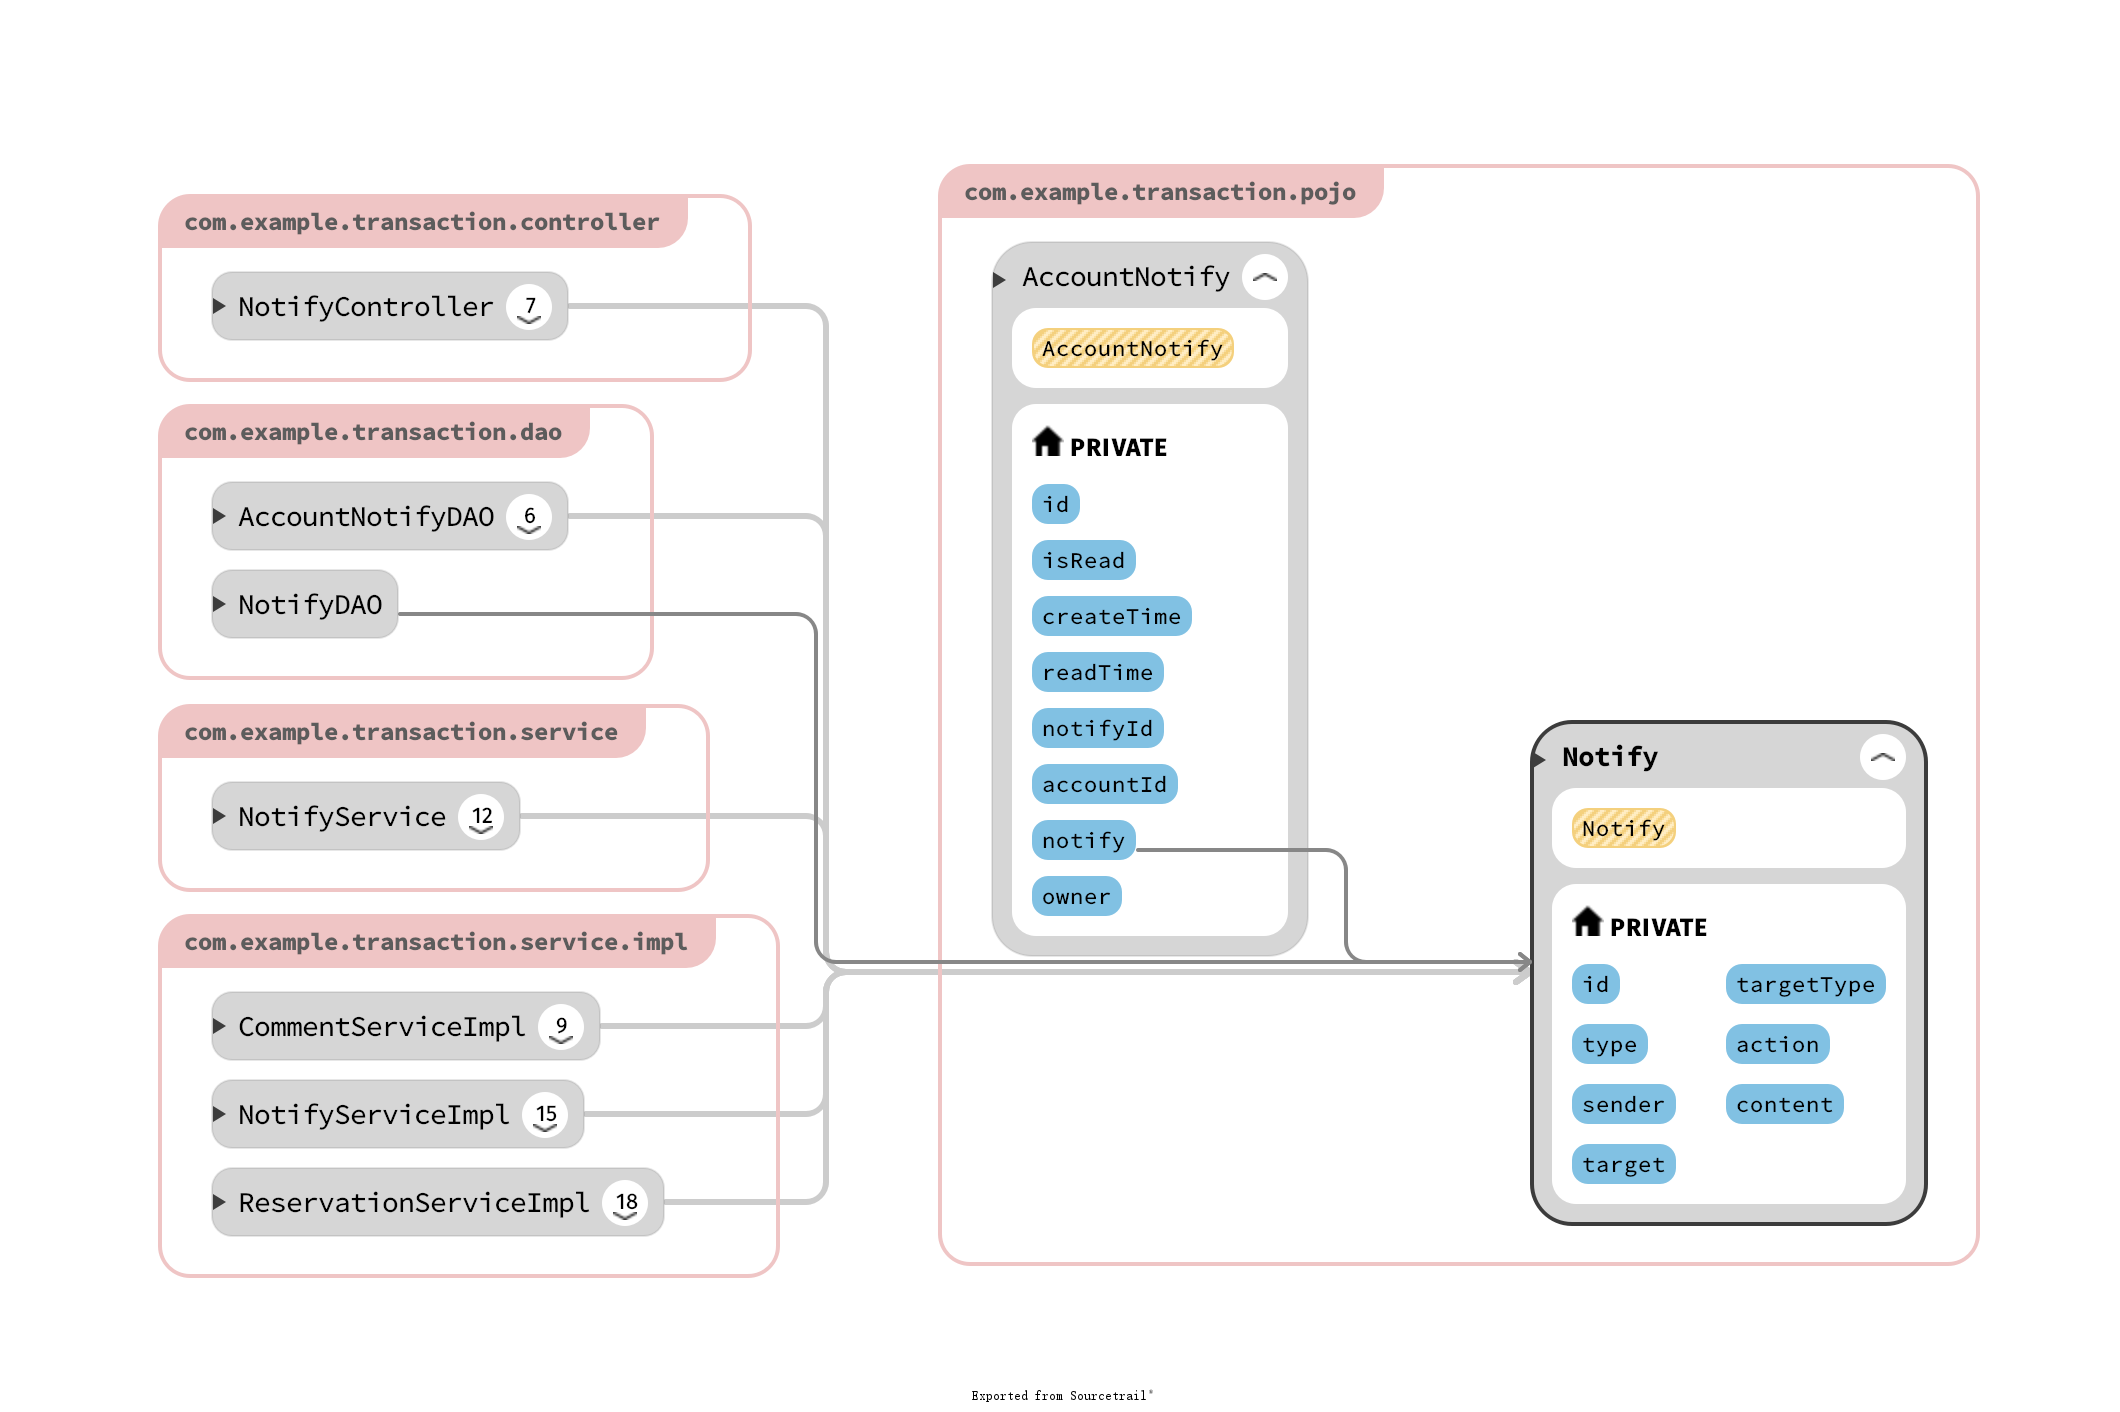 com.example.transaction.controller
NotifyController 7
com.example.transaction.dao
AccountNotifyDAO 6
NotifyDAO
com.example.transaction.service
NotifyService 12
com.example.transaction.service.impl
CommentServiceImpl 9
NotifyServiceImpl 15
ReservationServiceImpl 18
com.example.transaction.pojo
AccountNotify
AccountNotify
PRIVATE
id
isRead
createTime
readTime
notifyId
accountId
notify
owner
Notify
Notify
PRIVATE
id targetType
type action
sender content
target
Exported from Sourcetrail®